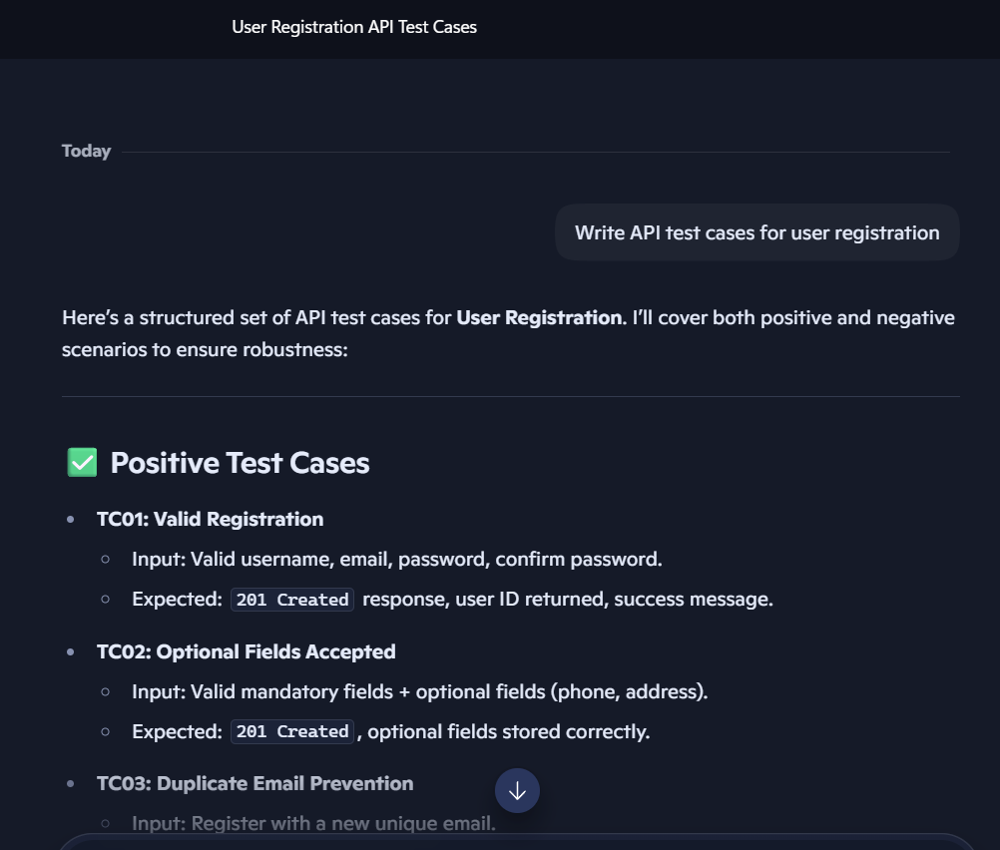 User Registration API Test Cases
Today
Write API test cases for user registration
Here’s a structured set of API test cases for User Registration. I’ll cover both positive and negative
scenarios to ensure robustness:
✅ Positive Test Cases
• TC01: Valid Registration
○ Input: Valid username, email, password, confirm password.
○ Expected: 201 Created response, user ID returned, success message.
• TC02: Optional Fields Accepted
○ Input: Valid mandatory fields + optional fields (phone, address).
○ Expected: 201 Created, optional fields stored correctly.
• TC03: Duplicate Email Prevention
○ Input: Register with a new unique email.